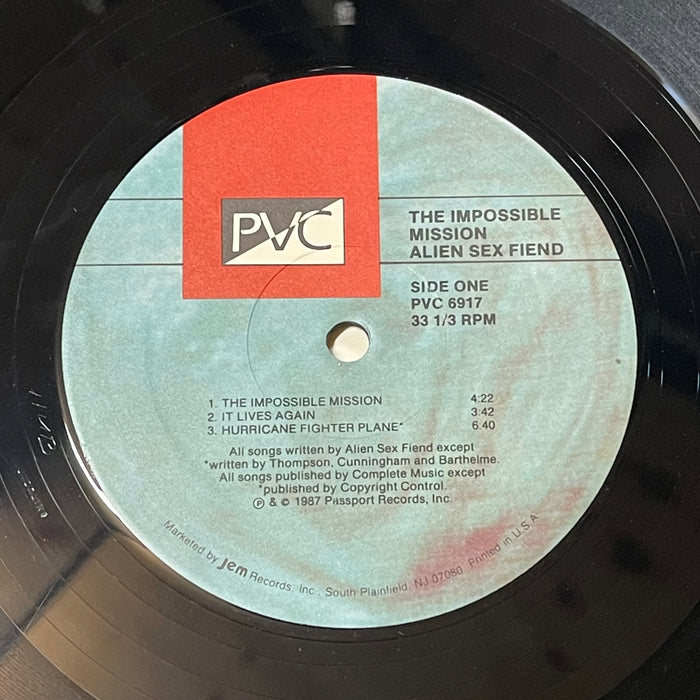 PVC
THE IMPOSSIBLE
MISSION
ALIEN SEX FIEND
SIDE ONE
PVC 6917
33 1/3 RPM
1. THE IMPOSSIBLE MISSION 4:22
2. IT LIVES AGAIN 3:42
3. HURRICANE FIGHTER PLANE* 6.40
All songs written by Alien Sex Fiend except
*written by Thompson, Cunningham and Barthelme.
All songs published by Complete Music except
*published by Copyright Control.
℗ & © 1987 Passport Records, Inc.
Marketed by Jem Records, Inc., South Plainfield, NJ 07080 Printed in U.S.A.